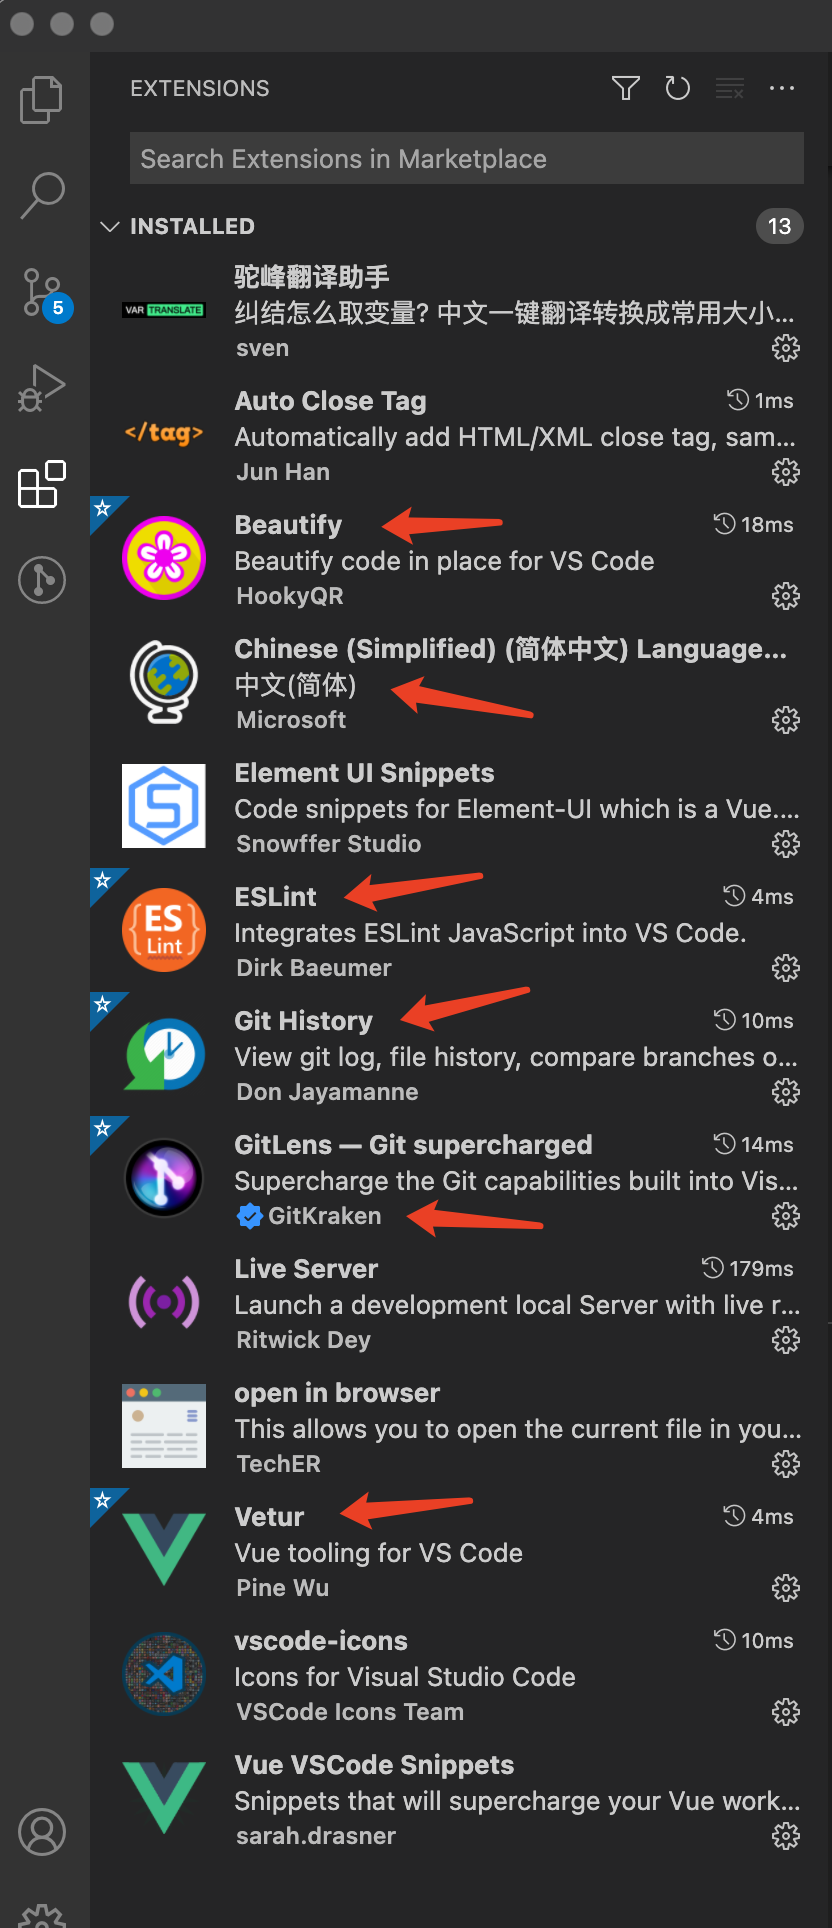 EXTENSIONS
Search Extensions in Marketplace
INSTALLED 13
驼峰翻译助手
VAR TRANSLATE
纠结怎么取变量? 中文一键翻译转换成常用大小...
sven
5
Auto Close Tag 1ms
</tag>
Automatically add HTML/XML close tag, sam...
Jun Han
Beautify 18ms
Beautify code in place for VS Code
HookyQR
Chinese (Simplified) (简体中文) Language...
中文(简体)
Microsoft
Element UI Snippets
Code snippets for Element-UI which is a Vue....
Snowffer Studio
ESLint 4ms
{ES
Lint}
Integrates ESLint JavaScript into VS Code.
Dirk Baeumer
Git History 10ms
View git log, file history, compare branches o...
Don Jayamanne
GitLens — Git supercharged 14ms
Supercharge the Git capabilities built into Vis...
GitKraken
Live Server 179ms
Launch a development local Server with live r...
Ritwick Dey
open in browser
This allows you to open the current file in you...
TechER
Vetur 4ms
Vue tooling for VS Code
Pine Wu
vscode-icons 10ms
Icons for Visual Studio Code
VSCode Icons Team
Vue VSCode Snippets
Snippets that will supercharge your Vue work...
sarah.drasner